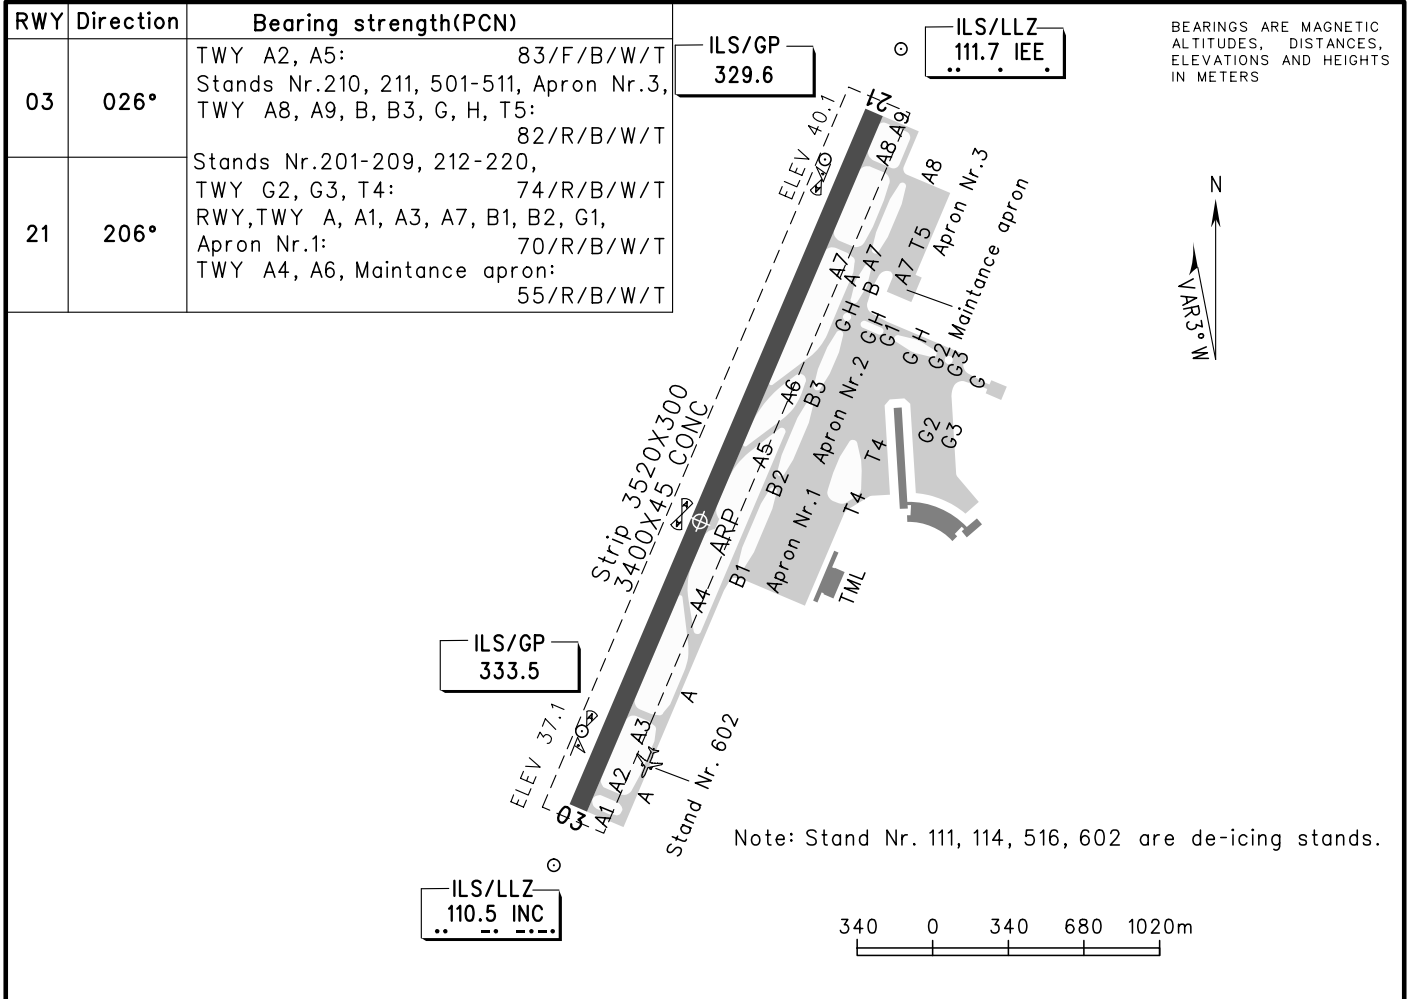 RWY Direction Bearing strength(PCN)
03 026°
21 206°
TWY A2, A5: 83/F/B/W/T
Stands Nr.210, 211, 501-511, Apron Nr.3,
TWY A8, A9, B, B3, G, H, T5:
82/R/B/W/T
Stands Nr.201-209, 212-220,
TWY G2, G3, T4: 74/R/B/W/T
RWY,TWY A, A1, A3, A7, B1, B2, G1,
Apron Nr.1: 70/R/B/W/T
TWY A4, A6, Maintance apron:
55/R/B/W/T
ILS/GP
329.6
ILS/LLZ
111.7 IEE
BEARINGS ARE MAGNETIC
ALTITUDES, DISTANCES,
ELEVATIONS AND HEIGHTS
IN METERS
N
VAR3°W
21
ELEV 40.1
A9
A8
A8
Apron Nr.3
T5
Maintance apron
A7
A7
A7
A
B
G H
G H
G1
G H
G2
G3
G
A6
B3
Apron Nr.2
G2
G3
T4
T4
A5
B2
Strip 3520X300
3400X45 CONC
ARP
Apron Nr.1
B1
A4
TML
ILS/GP
333.5
A
ELEV 37.1
A3
A2
A1
A
03
Stand Nr. 602
Note: Stand Nr. 111, 114, 516, 602 are de-icing stands.
ILS/LLZ
110.5 INC
340 0 340 680 1020m